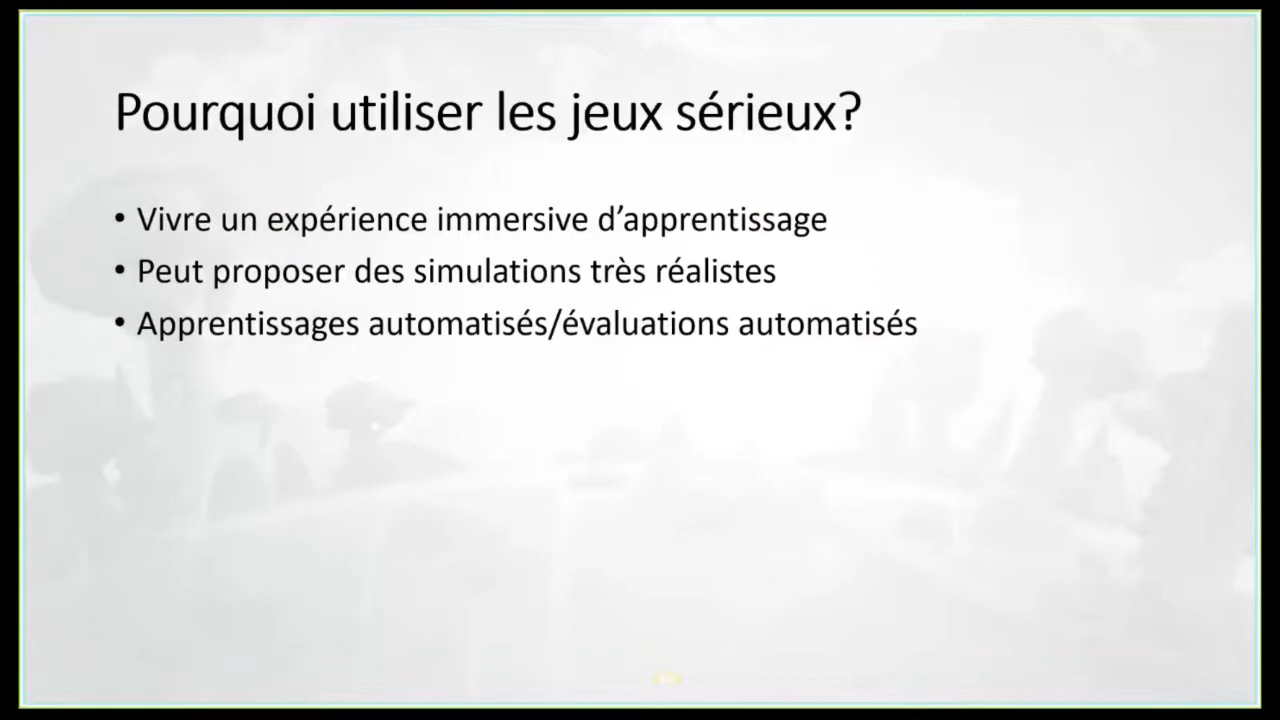 Pourquoi utiliser les jeux sérieux?
• Vivre un expérience immersive d’apprentissage
• Peut proposer des simulations très réalistes
• Apprentissages automatisés/évaluations automatisés